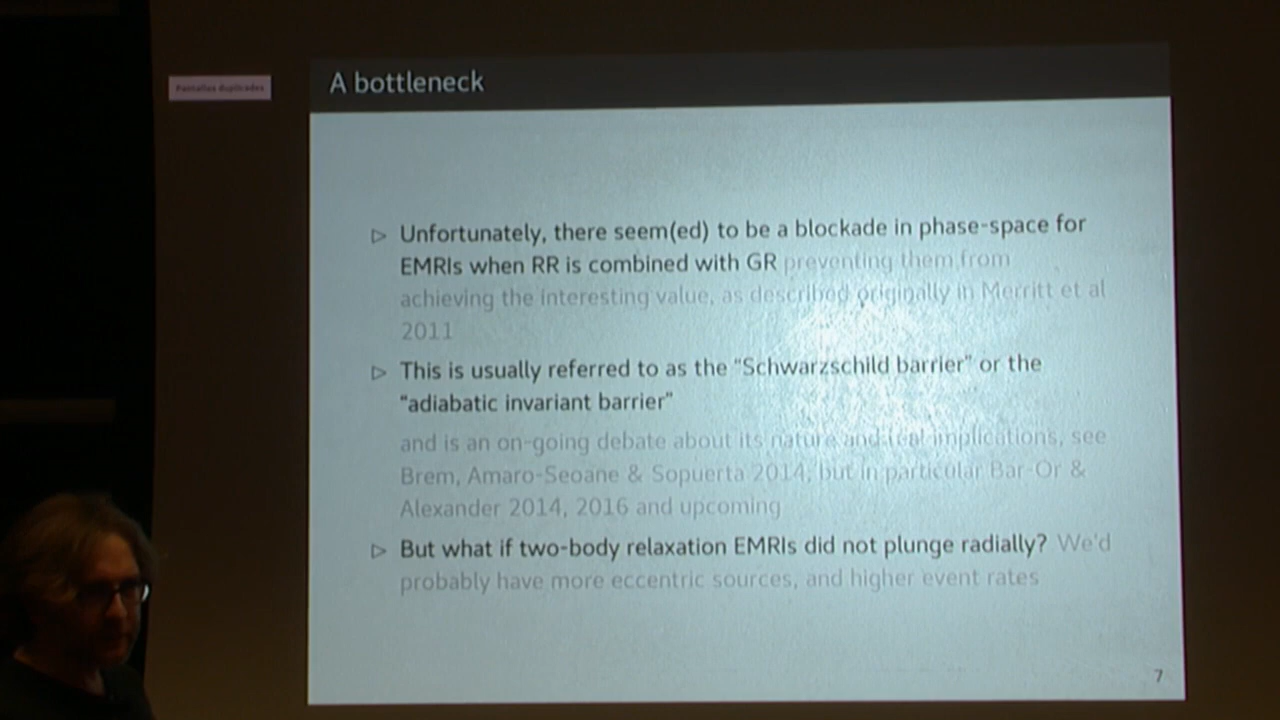 Pantallas duplicadas
A bottleneck
▷ Unfortunately, there seem(ed) to be a blockade in phase-space for
EMRIs when RR is combined with GR preventing them from
achieving the interesting value, as described originally in Merritt et al
2011
▷ This is usually referred to as the “Schwarzschild barrier” or the
“adiabatic invariant barrier”
and is an on-going debate about its nature and real implications, see
Brem, Amaro-Seoane & Sopuerta 2014, but in particular Bar-Or &
Alexander 2014, 2016 and upcoming
▷ But what if two-body relaxation EMRIs did not plunge radially? We'd
probably have more eccentric sources, and higher event rates
7